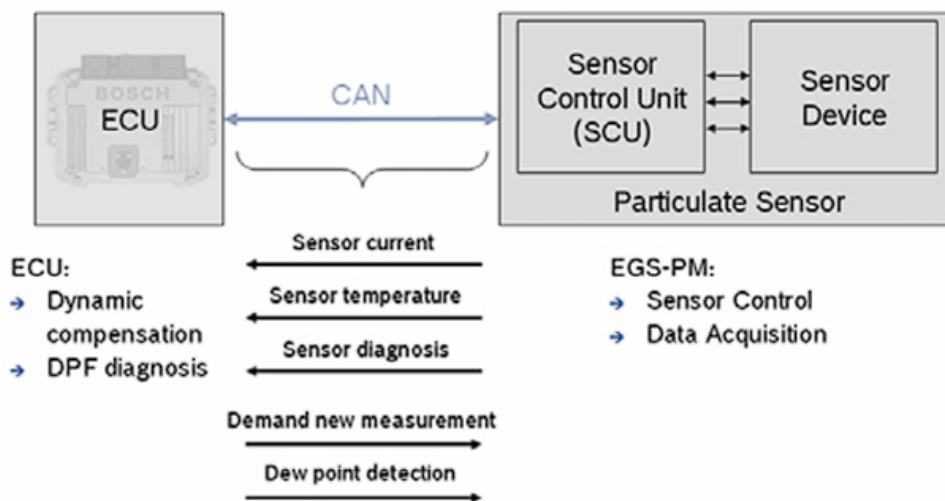 BOSCH
ECU
CAN
Sensor
Control Unit
(SCU)
Sensor
Device
Particulate Sensor
Sensor current
Sensor temperature
Sensor diagnosis
Demand new measurement
Dew point detection
ECU:
→ Dynamic
compensation
→ DPF diagnosis
EGS-PM:
→ Sensor Control
→ Data Acquisition